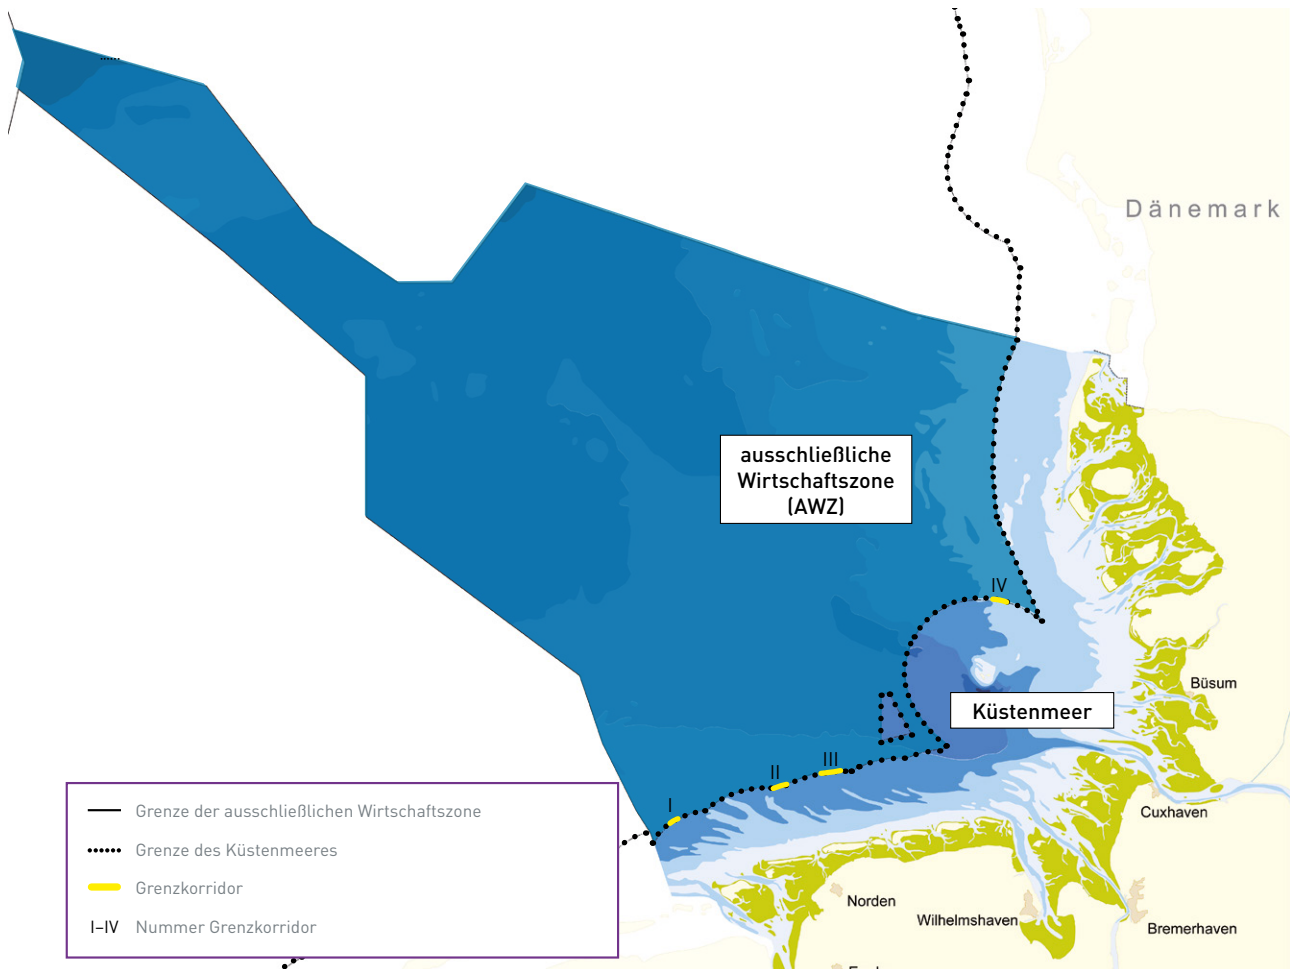 Dänemark
ausschließliche
Wirtschaftszone
(AWZ)
IV
Büsum
Küstenmeer
II
III
I
Grenze der ausschließlichen Wirtschaftszone
Grenze des Küstenmeeres
Grenzkorridor
I–IV Nummer Grenzkorridor
Cuxhaven
Norden
Wilhelmshaven
Bremerhaven